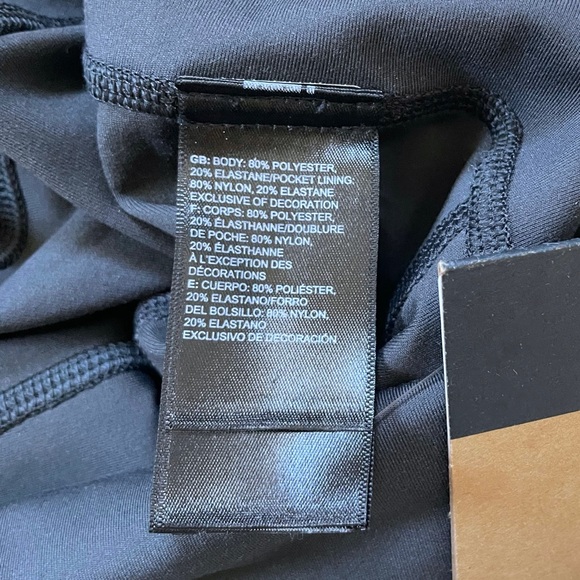 GB: BODY: 80% POLYESTER,
20% ELASTANE/POCKET LINING:
80% NYLON, 20% ELASTANE
EXCLUSIVE OF DECORATION
F: CORPS: 80% POLYESTER,
20% ÉLASTHANNE/DOUBLURE
DE POCHE: 80% NYLON,
20% ÉLASTHANNE
À L'EXCEPTION DES
DÉCORATIONS
E: CUERPO: 80% POLIÉSTER,
20% ELASTANO/FORRO
DEL BOLSILLO: 80% NYLON,
20% ELASTANO
EXCLUSIVO DE DECORACIÓN